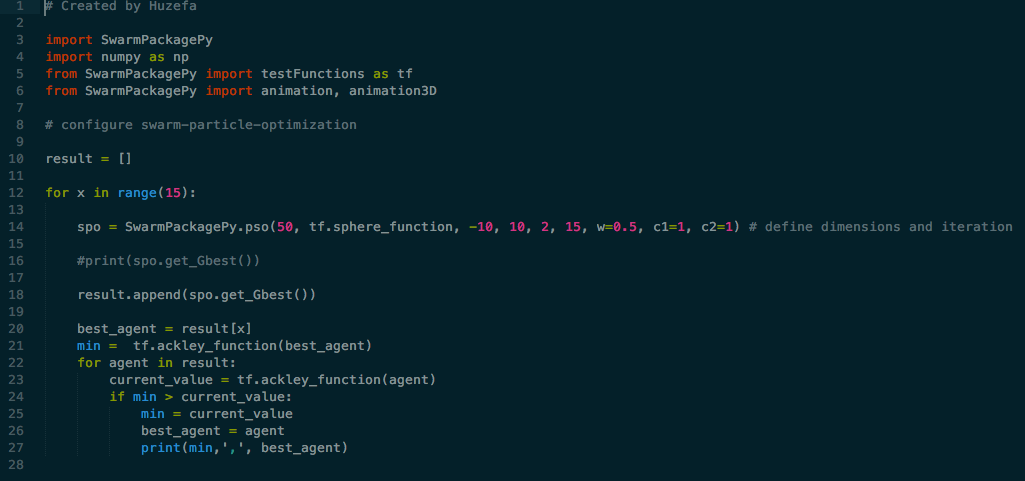 1 # Created by Huzefa
2
3 import SwarmPackagePy
4 import numpy as np
5 from SwarmPackagePy import testFunctions as tf
6 from SwarmPackagePy import animation, animation3D
7
8 # configure swarm-particle-optimization
9
10 result = []
11
12 for x in range(15):
13
14     spo = SwarmPackagePy.pso(50, tf.sphere_function, -10, 10, 2, 15, w=0.5, c1=1, c2=1) # define dimensions and iteration
15
16     #print(spo.get_Gbest())
17
18     result.append(spo.get_Gbest())
19
20     best_agent = result[x]
21     min =  tf.ackley_function(best_agent)
22     for agent in result:
23         current_value = tf.ackley_function(agent)
24         if min > current_value:
25             min = current_value
26             best_agent = agent
27             print(min,',', best_agent)
28